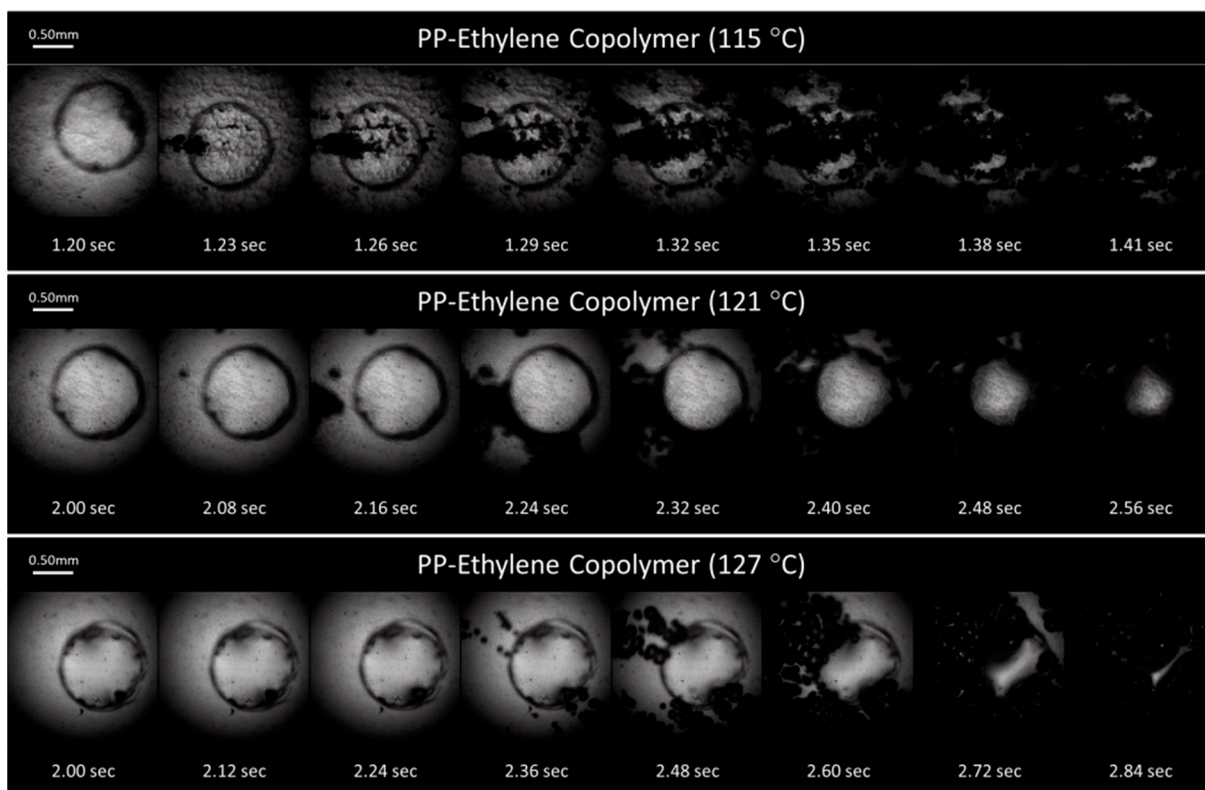 0.50mm
PP-Ethylene Copolymer (115 °C)
1.20 sec 1.23 sec 1.26 sec 1.29 sec 1.32 sec 1.35 sec 1.38 sec 1.41 sec
0.50mm
PP-Ethylene Copolymer (121 °C)
2.00 sec 2.08 sec 2.16 sec 2.24 sec 2.32 sec 2.40 sec 2.48 sec 2.56 sec
0.50mm
PP-Ethylene Copolymer (127 °C)
2.00 sec 2.12 sec 2.24 sec 2.36 sec 2.48 sec 2.60 sec 2.72 sec 2.84 sec